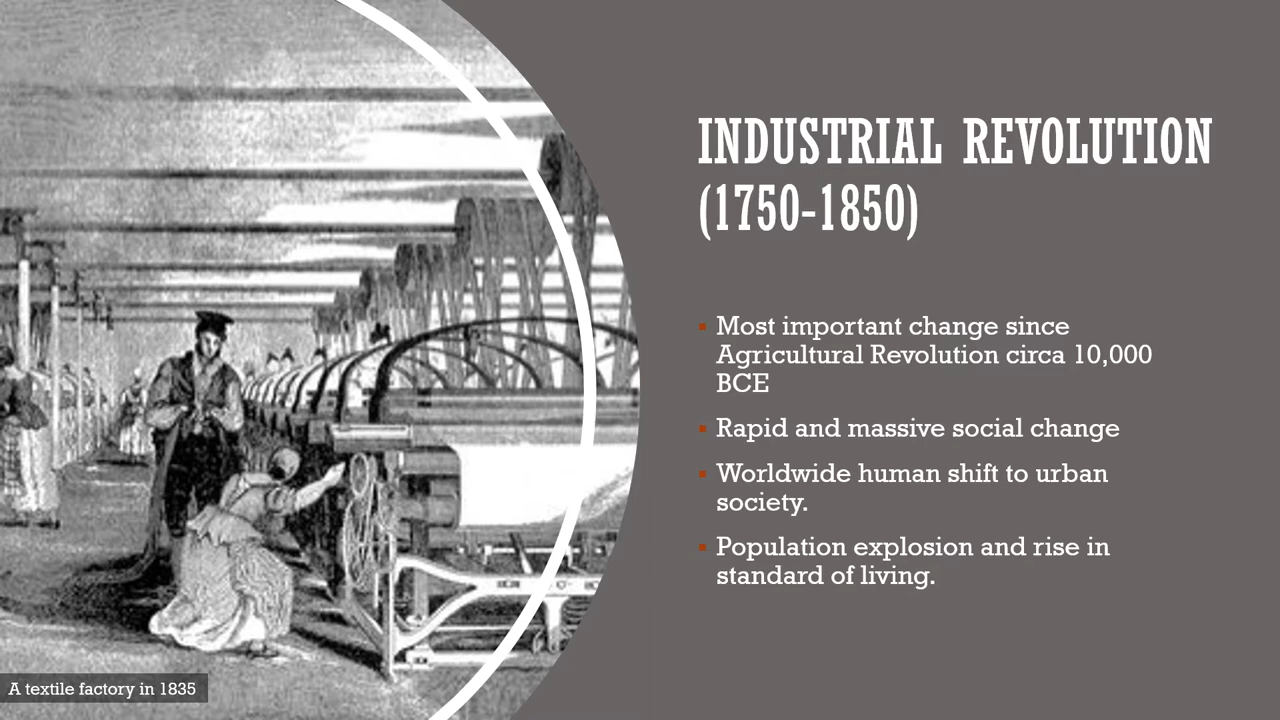 INDUSTRIAL REVOLUTION
(1750-1850)
▪ Most important change since
Agricultural Revolution circa 10,000
BCE
▪ Rapid and massive social change
▪ Worldwide human shift to urban
society.
▪ Population explosion and rise in
standard of living.
A textile factory in 1835